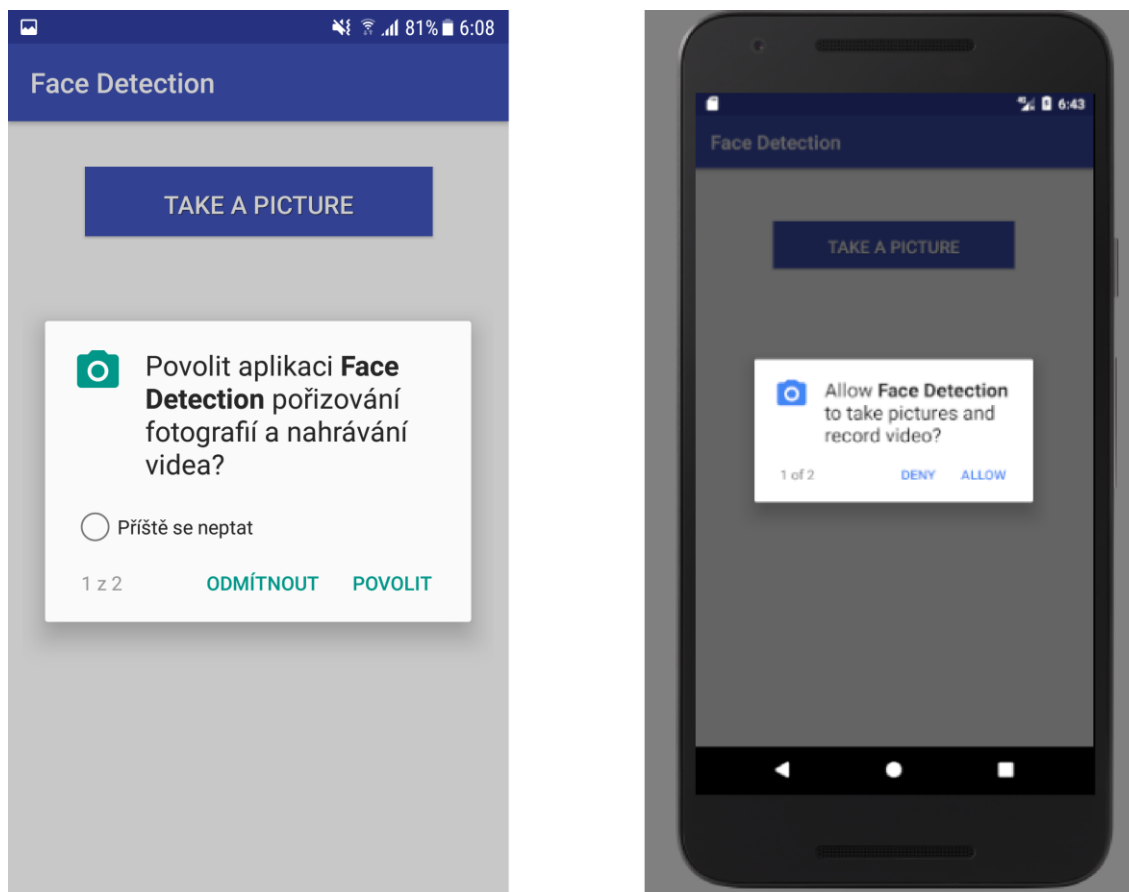 81% 6:08
Face Detection
TAKE A PICTURE
Povolit aplikaci Face
Detection pořizování
fotografií a nahrávání
videa?
Příště se neptat
1 z 2 ODMÍTNOUT POVOLIT
6:43
Face Detection
TAKE A PICTURE
Allow Face Detection
to take pictures and
record video?
1 of 2 DENY ALLOW